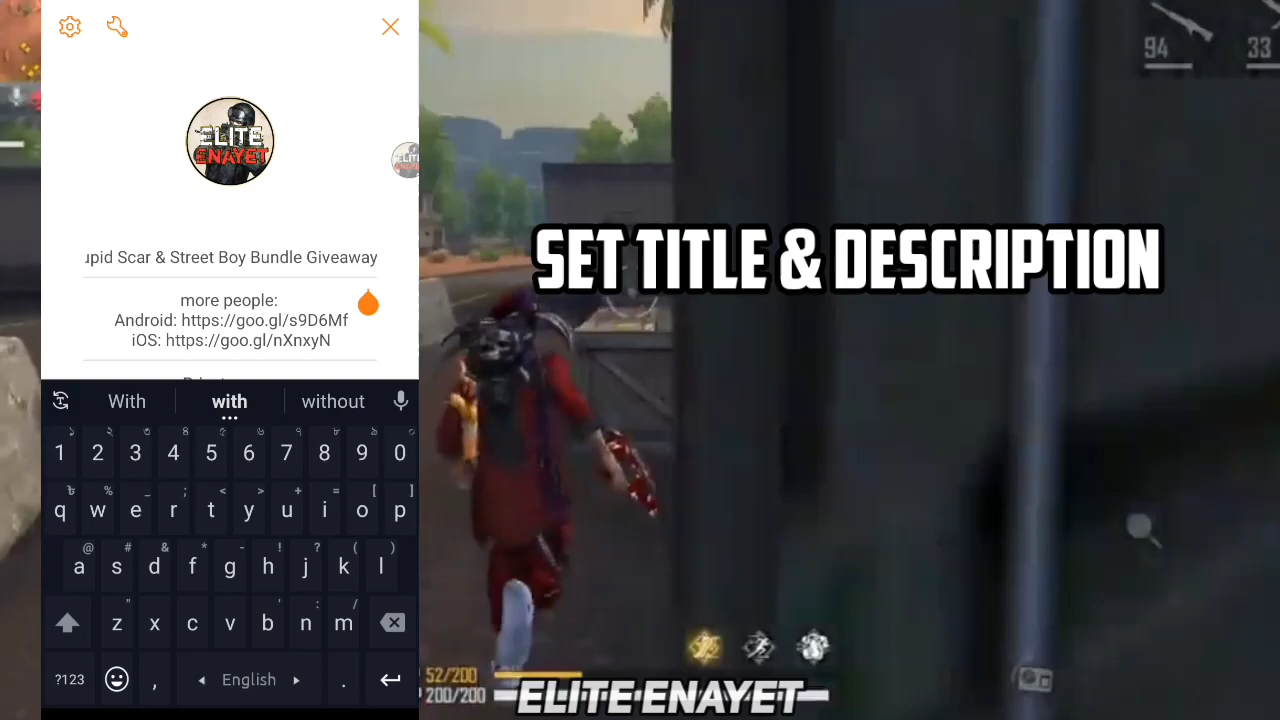 ELITE
ENAYET
upid Scar & Street Boy Bundle Giveaway
more people:
Android: https://goo.gl/s9D6Mf
iOS: https://goo.gl/nXnxyN
With
with
without
1 2 3 4 5 6 7 8 9 0
q w e r t y u i o p
a s d f g h j k l
z x c v b n m
?123
,
English
.
94
33
SET TITLE & DESCRIPTION
52/200
200/200
ELITE ENAYET